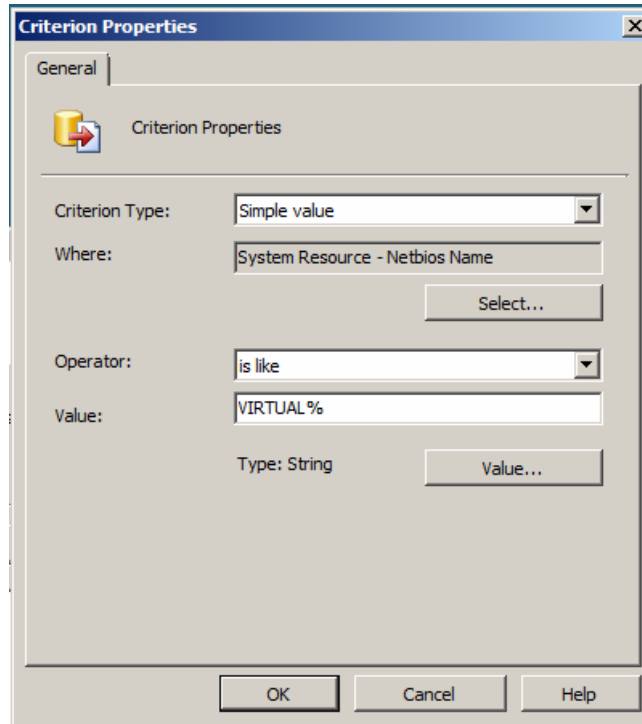 Criterion Properties
General
Criterion Properties
Criterion Type: Simple value
Where: System Resource - Netbios Name
Select...
Operator: is like
Value: VIRTUAL%
Type: String Value...
OK Cancel Help